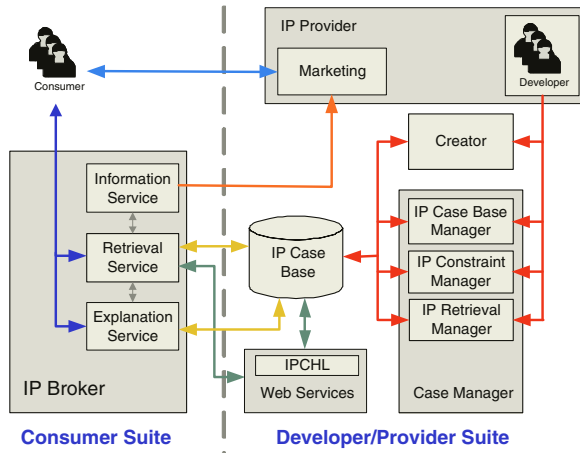 IP Provider
Marketing
Developer
Consumer
Creator
Information
Service
Retrieval
Service
Explanation
Service
IP Broker
IP Case
Base
IP Case Base
Manager
IP Constraint
Manager
IP Retrieval
Manager
Case Manager
IPCHL
Web Services
Consumer Suite
Developer/Provider Suite